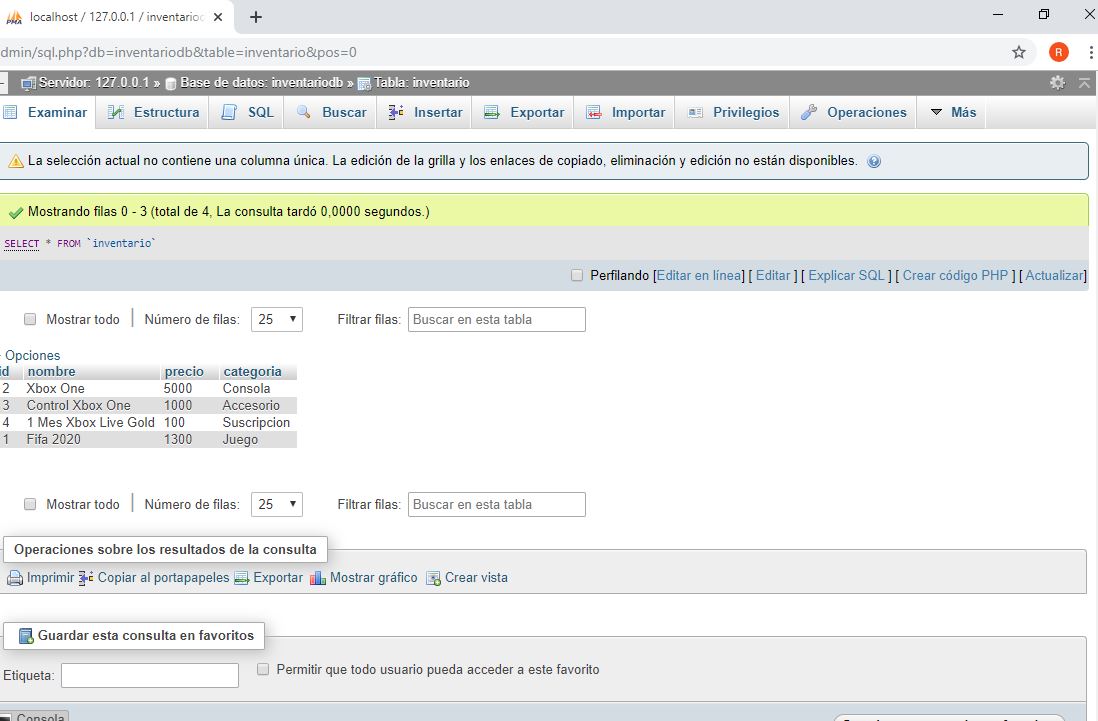 localhost / 127.0.0.1 / inventario
dmin/sql.php?db=inventariodb&table=inventario&pos=0
R
Servidor: 127.0.0.1 » Base de datos: inventariodb » Tabla: inventario
Examinar Estructura SQL Buscar Insertar Exportar Importar Privilegios Operaciones Más
La selección actual no contiene una columna única. La edición de la grilla y los enlaces de copiado, eliminación y edición no están disponibles.
Mostrando filas 0 - 3 (total de 4, La consulta tardó 0,0000 segundos.)
SELECT * FROM `inventario`
Perfilando [Editar en línea] [ Editar ] [ Explicar SQL ] [ Crear código PHP ] [ Actualizar]
Mostrar todo Número de filas: 25 Filtrar filas: Buscar en esta tabla
Opciones
id nombre precio categoria
2 Xbox One 5000 Consola
3 Control Xbox One 1000 Accesorio
4 1 Mes Xbox Live Gold 100 Suscripcion
1 Fifa 2020 1300 Juego
Mostrar todo Número de filas: 25 Filtrar filas: Buscar en esta tabla
Operaciones sobre los resultados de la consulta
Imprimir Copiar al portapapeles Exportar Mostrar gráfico Crear vista
Guardar esta consulta en favoritos
Etiqueta: Permitir que todo usuario pueda acceder a este favorito
Consola